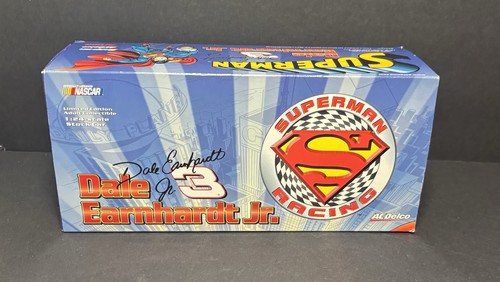 SUPERMAN
NASCAR
Limited Edition
Adult Collectible
1:24 Scale
Stock Car
Dale Earnhardt
Jr
Dale 3
Earnhardt Jr.
SUPERMAN
S
RACING
ACDelco